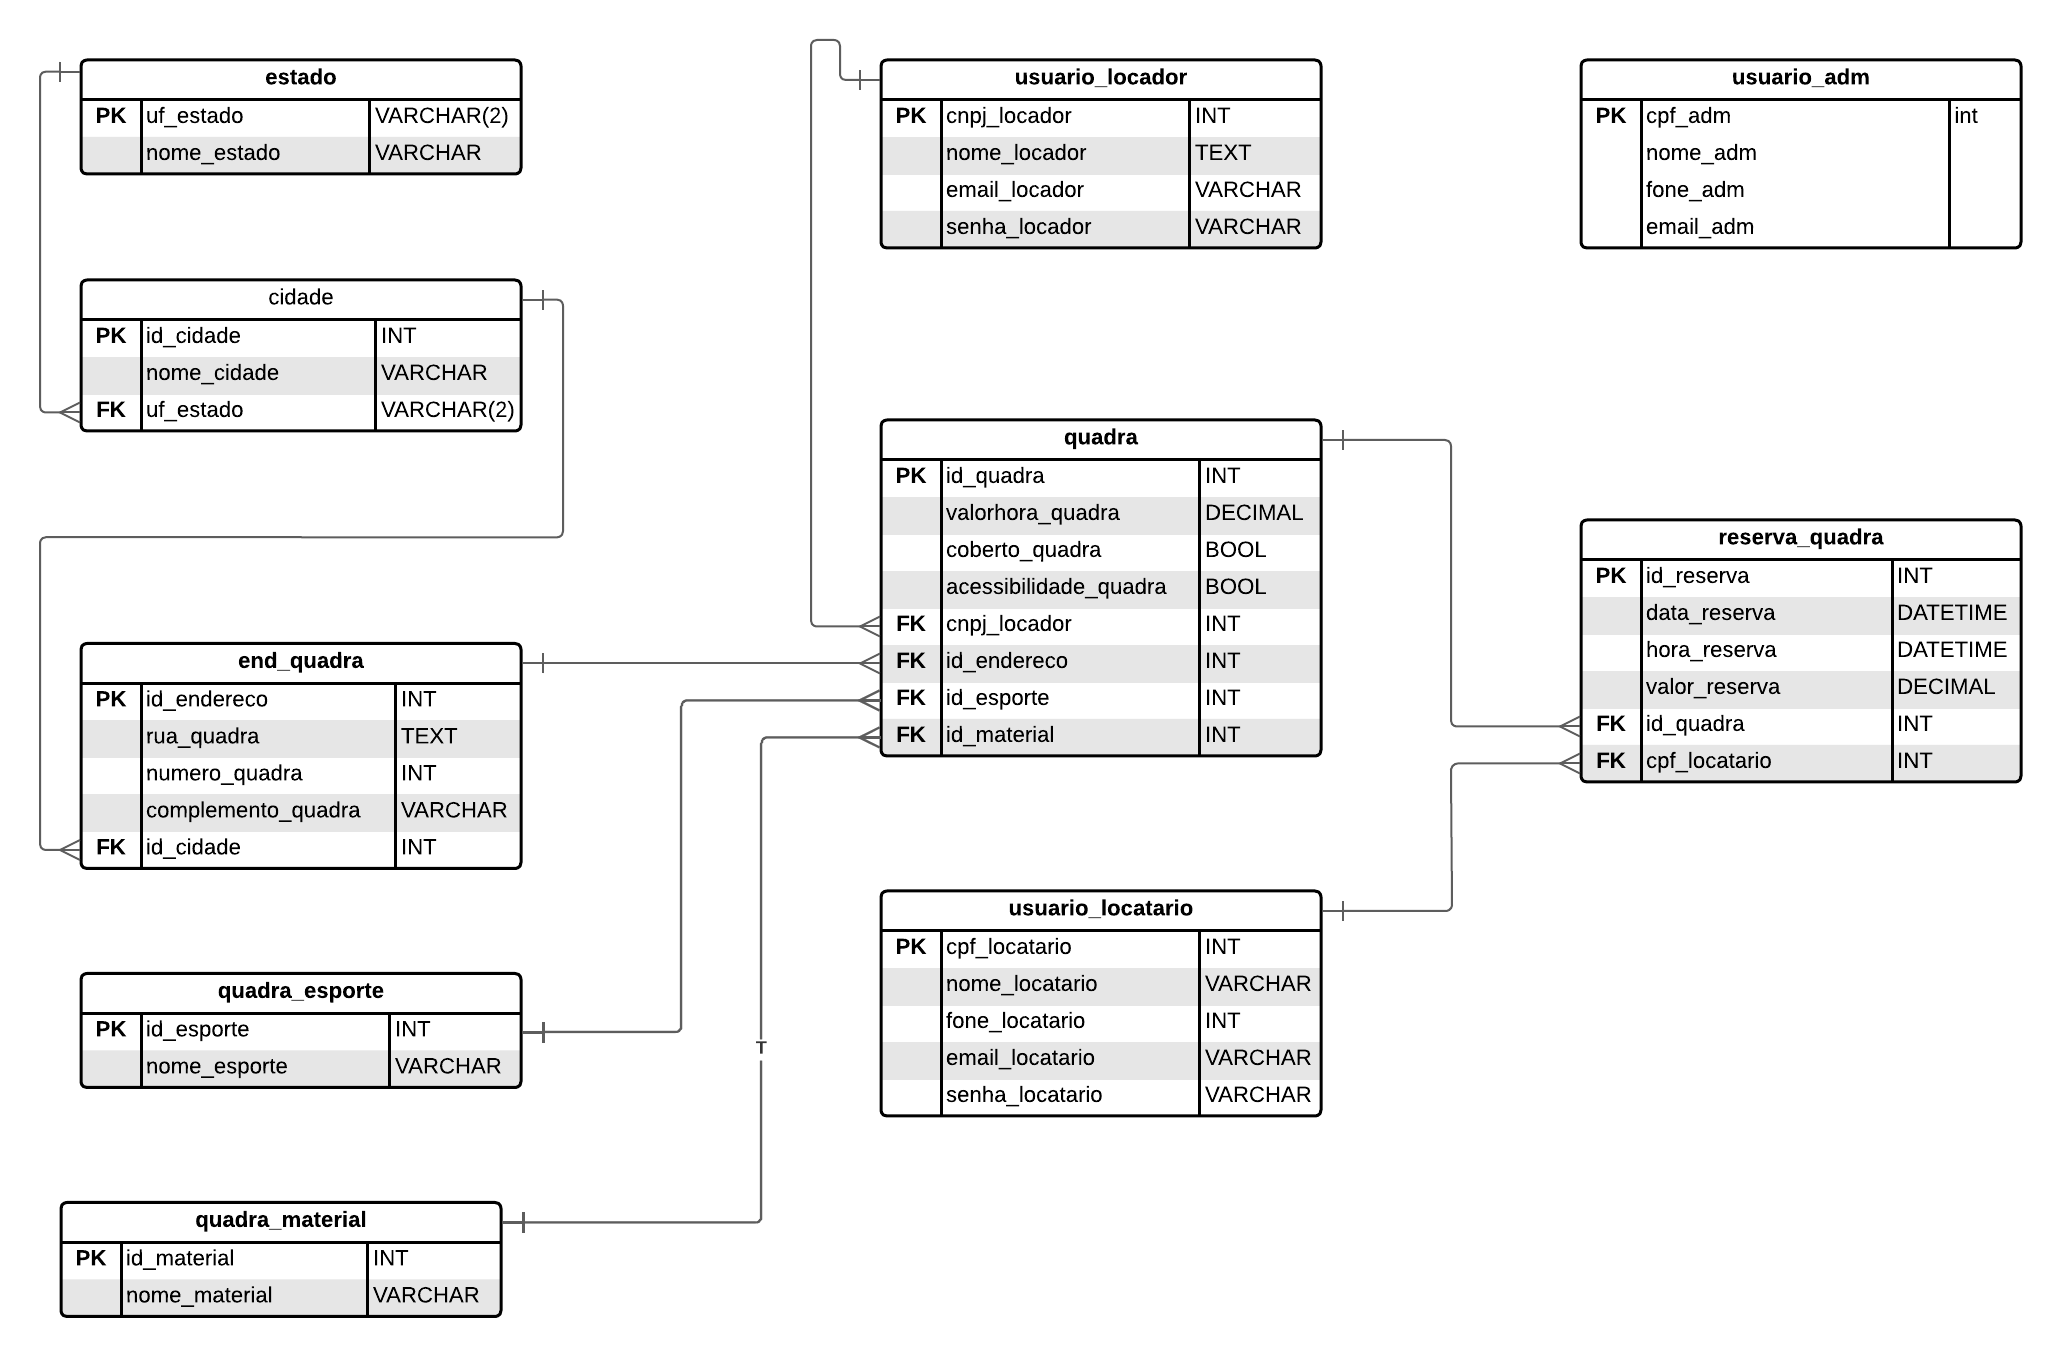 estado
PK uf_estado VARCHAR(2)
nome_estado VARCHAR
cidade
PK id_cidade INT
nome_cidade VARCHAR
FK uf_estado VARCHAR(2)
end_quadra
PK id_endereco INT
rua_quadra TEXT
numero_quadra INT
complemento_quadra VARCHAR
FK id_cidade INT
quadra_esporte
PK id_esporte INT
nome_esporte VARCHAR
quadra_material
PK id_material INT
nome_material VARCHAR
T
usuario_locador
PK cnpj_locador INT
nome_locador TEXT
email_locador VARCHAR
senha_locador VARCHAR
quadra
PK id_quadra INT
valorhora_quadra DECIMAL
coberto_quadra BOOL
acessibilidade_quadra BOOL
FK cnpj_locador INT
FK id_endereco INT
FK id_esporte INT
FK id_material INT
usuario_locatario
PK cpf_locatario INT
nome_locatario VARCHAR
fone_locatario INT
email_locatario VARCHAR
senha_locatario VARCHAR
usuario_adm
PK cpf_adm int
nome_adm
fone_adm
email_adm
reserva_quadra
PK id_reserva INT
data_reserva DATETIME
hora_reserva DATETIME
valor_reserva DECIMAL
FK id_quadra INT
FK cpf_locatario INT